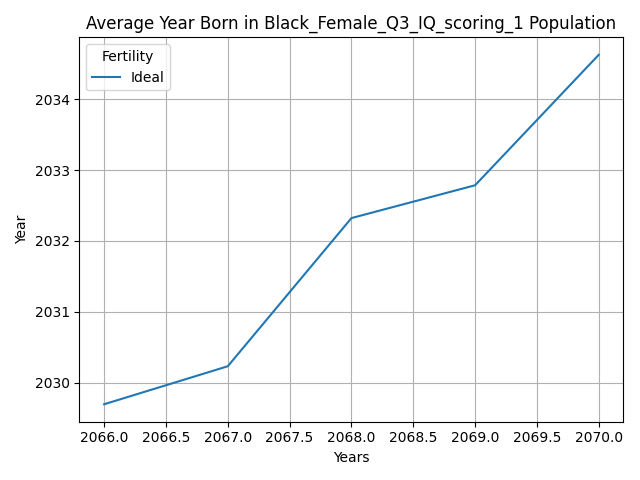 Average Year Born in Black_Female_Q3_IQ_scoring_1 Population
Fertility
Ideal
2034
2033
2032
2031
2030
Year
2066.0 2066.5 2067.0 2067.5 2068.0 2068.5 2069.0 2069.5 2070.0
Years